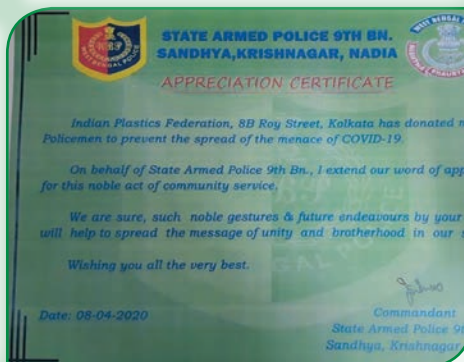 STATE ARMED POLICE 9TH BN.
SANDHYA,KRISHNAGAR, NADIA
APPRECIATION CERTIFICATE
Indian Plastics Federation, 8B Roy Street, Kolkata has donated
Policemen to prevent the spread of the menace of COVID-19.
On behalf of State Armed Police 9th Bn., I extend our word of
for this noble act of community service.
We are sure, such noble gestures & future endeavours by your
will help to spread the message of unity and brotherhood in our
Wishing you all the very best.
Date: 08-04-2020
Commandant
State Armed Police
Sandhya, Krishnagar
WEST BENGAL POLICE